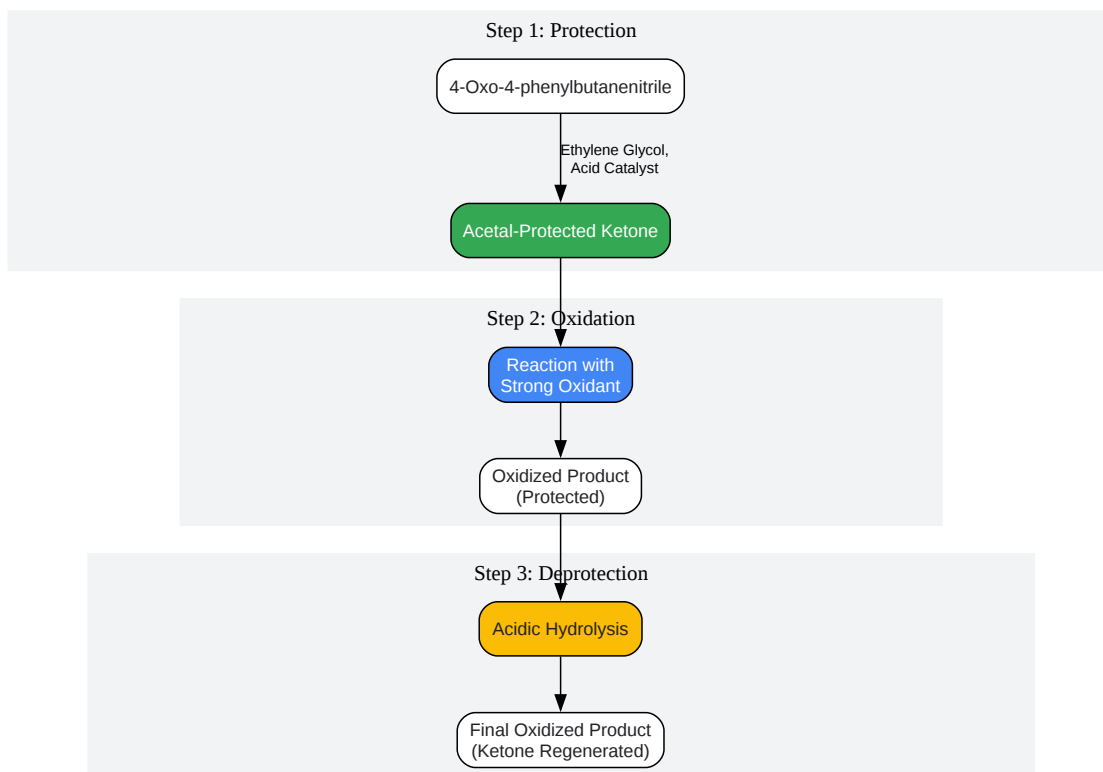 Step 1: Protection
4-Oxo-4-phenylbutanenitrile
Ethylene Glycol,
Acid Catalyst
Acetal-Protected Ketone
Step 2: Oxidation
Reaction with
Strong Oxidant
Oxidized Product
(Protected)
Step 3: Deprotection
Acidic Hydrolysis
Final Oxidized Product
(Ketone Regenerated)